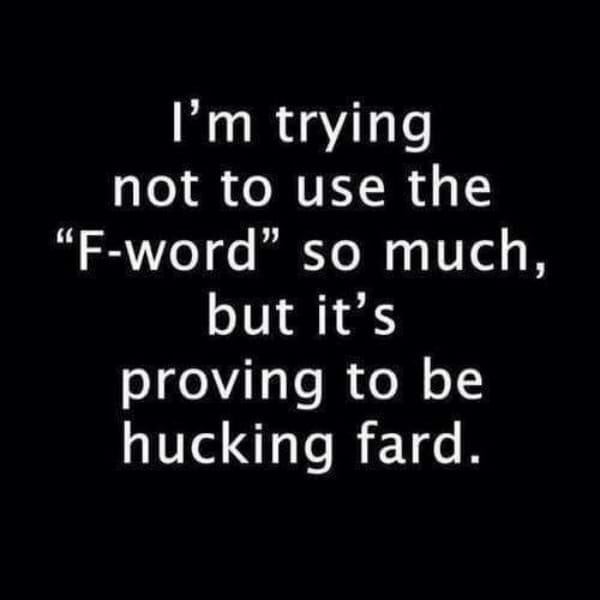 I’m trying
not to use the
“F-word” so much,
but it’s
proving to be
hucking fard.